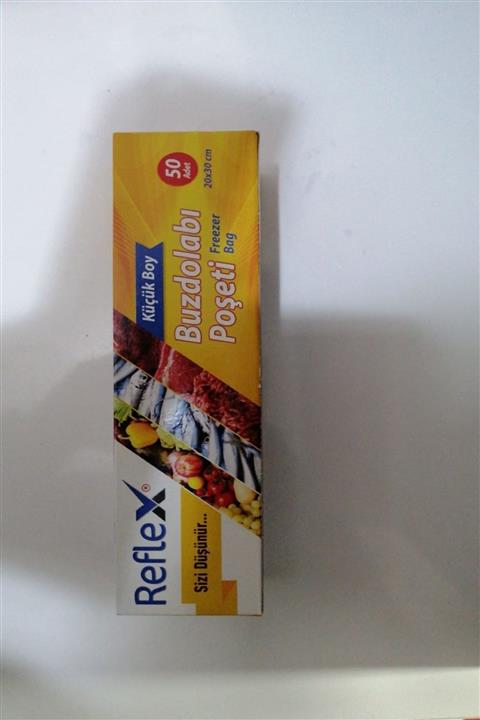 Reflex®
Sizi Düşünür...
Küçük Boy
Buzdolabı
Poşeti Freezer
Bag
50
Adet
20x30 cm